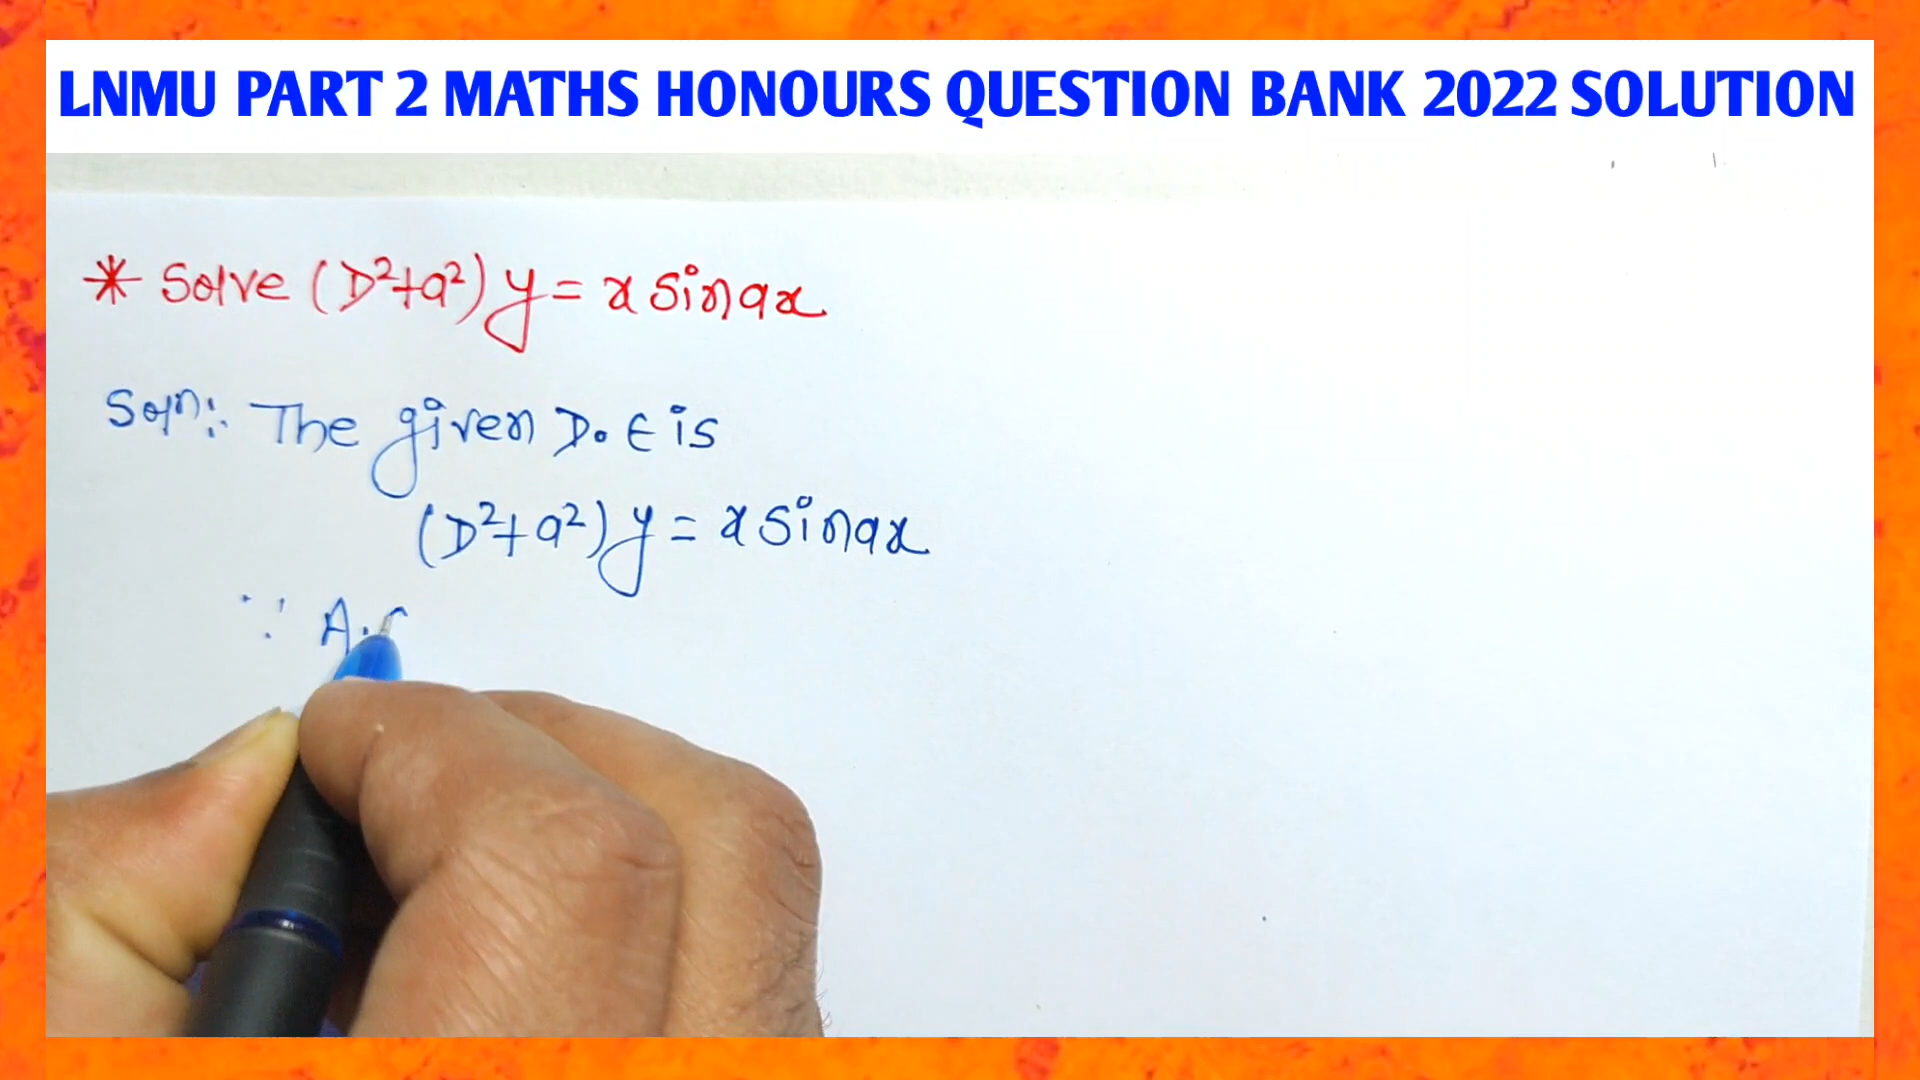 LNMU PART 2 MATHS HONOURS QUESTION BANK 2022 SOLUTION
* Solve (D²+a²) y = x sinax
Solⁿ:. The given D.E is
(D²+a²) y = x sinax
∵ A.